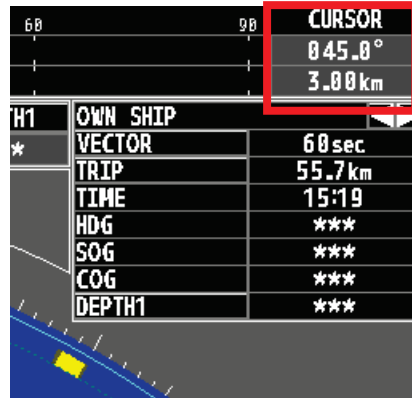 60 90 CURSOR
045.0°
3.00km
TH1 OWN SHIP
* VECTOR 60sec
TRIP 55.7km
TIME 15:19
HDG ***
SOG ***
COG ***
DEPTH1 ***